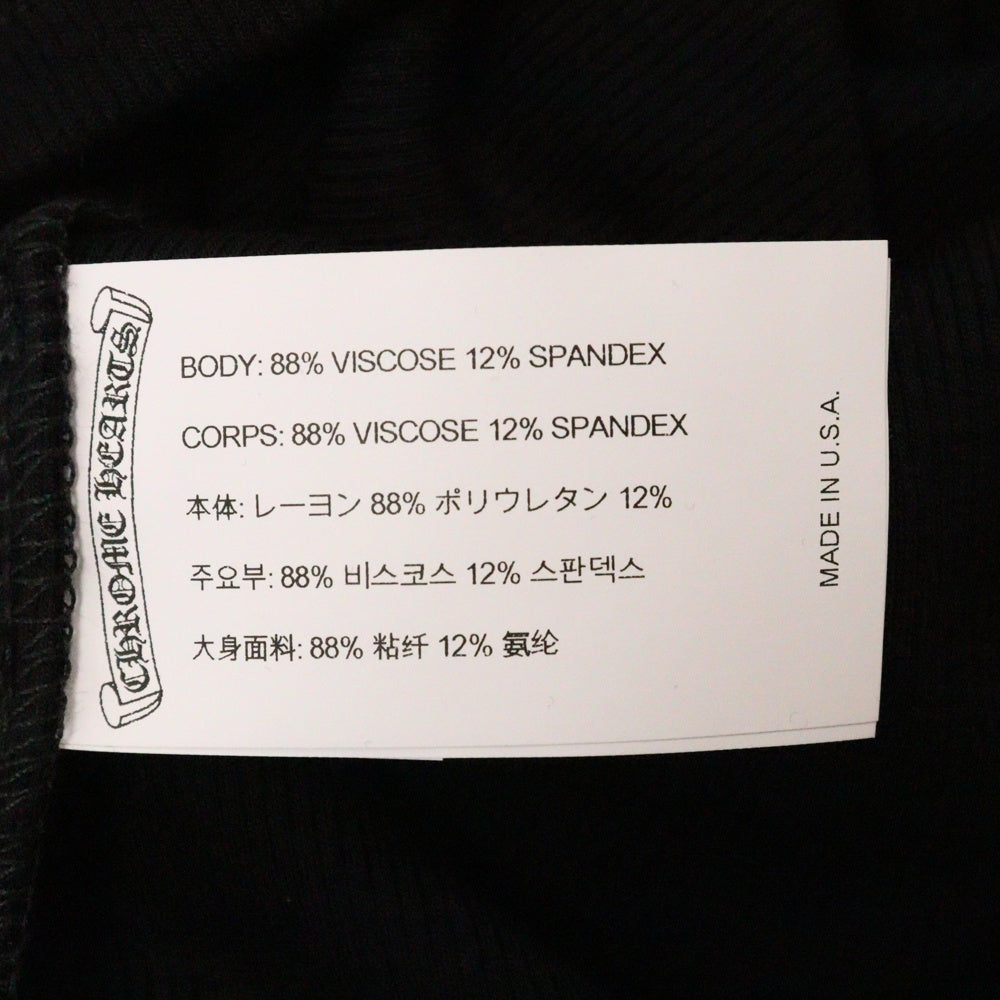 CHROME HEARTS
BODY: 88% VISCOSE 12% SPANDEX
CORPS: 88% VISCOSE 12% SPANDEX
本体: レーヨン 88% ポリウレタン 12%
주요부: 88% 비스코스 12% 스판덱스
大身面料: 88% 粘纤 12% 氨纶
MADE IN U.S.A.